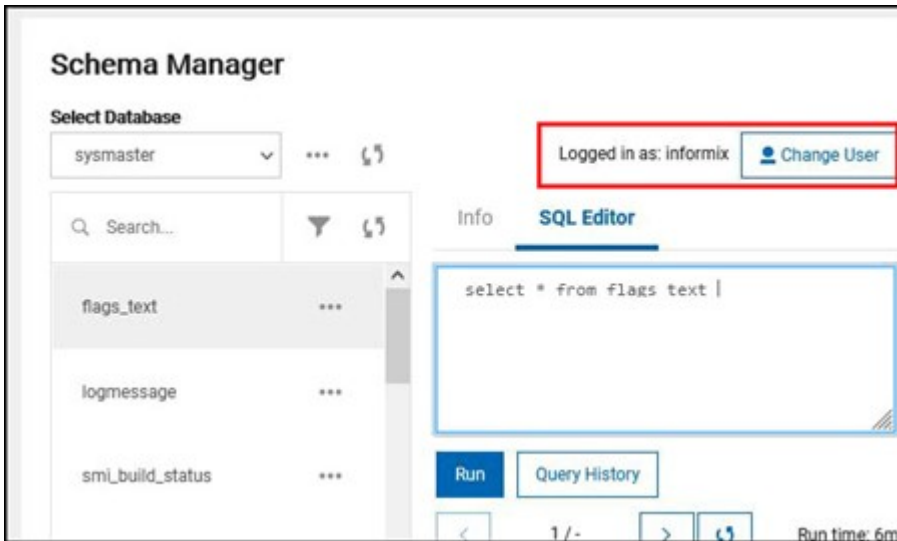 Schema Manager
Select Database
sysmaster
Logged in as: informix
Change User
Search...
Info
SQL Editor
flags_text
logmessage
smi_build_status
select * from flags text
Run
Query History
1 / -
Run time: 6m